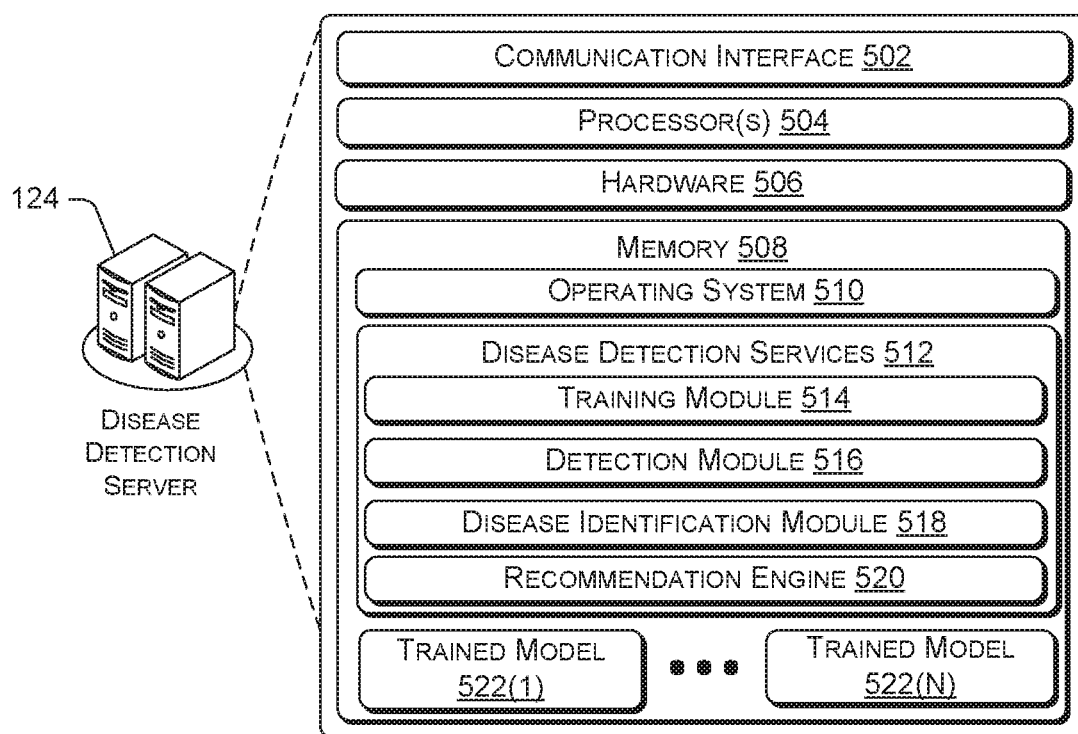 COMMUNICATION INTERFACE 502
PROCESSOR(S) 504
HARDWARE 506
MEMORY 508
OPERATING SYSTEM 510
DISEASE DETECTION SERVICES 512
TRAINING MODULE 514
DETECTION MODULE 516
DISEASE IDENTIFICATION MODULE 518
RECOMMENDATION ENGINE 520
TRAINED MODEL
522(1)
TRAINED MODEL
522(N)
124
DISEASE
DETECTION
SERVER